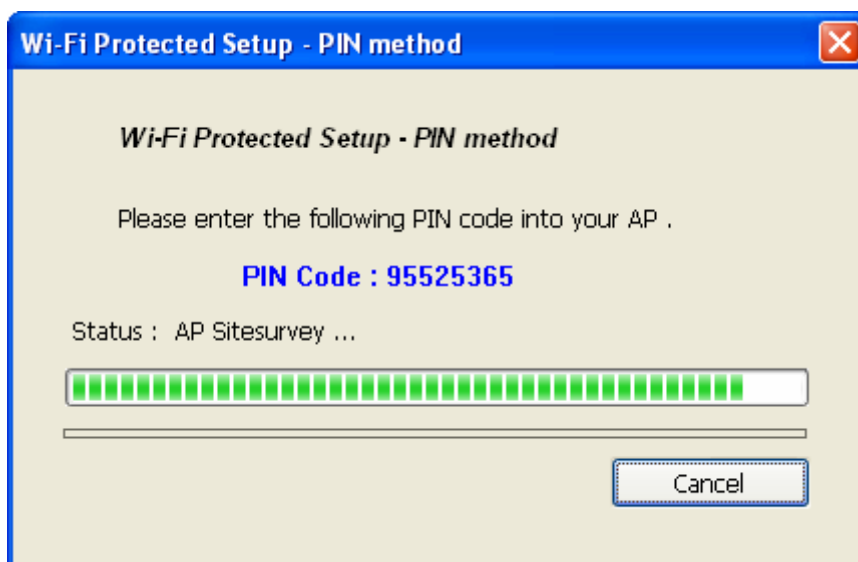 Wi-Fi Protected Setup - PIN method
Wi-Fi Protected Setup - PIN method
Please enter the following PIN code into your AP .
PIN Code : 95525365
Status : AP Sitesurvey ...
Cancel